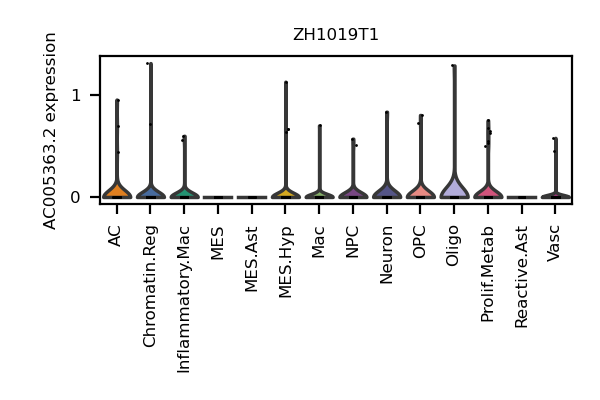 ZH1019T1
AC005363.2 expression
1
0
AC
Chromatin.Reg
Inflammatory.Mac
MES
MES.Ast
MES.Hyp
Mac
NPC
Neuron
OPC
Oligo
Prolif.Metab
Reactive.Ast
Vasc